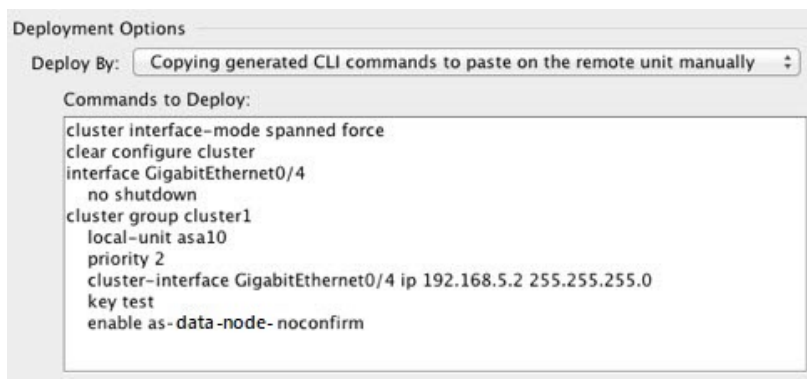 Deployment Options
Deploy By: Copying generated CLI commands to paste on the remote unit manually
Commands to Deploy:
cluster interface-mode spanned force
clear configure cluster
interface GigabitEthernet0/4
no shutdown
cluster group cluster1
local-unit asa10
priority 2
cluster-interface GigabitEthernet0/4 ip 192.168.5.2 255.255.255.0
key test
enable as-data-node-noconfirm